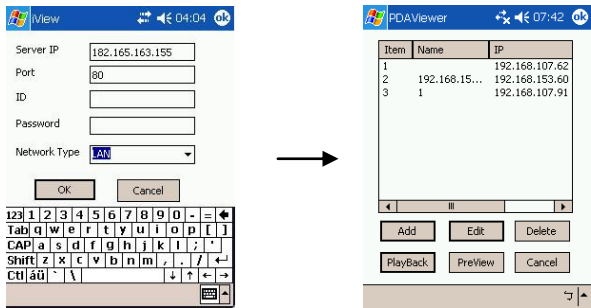 iView 04:04 ok
Server IP 182.165.163.155
Port 80
ID
Password
Network Type LAN
OK Cancel
123 1 2 3 4 5 6 7 8 9 0 - =
Tab q w e r t y u i o p [ ]
CAP a s d f g h j k l ; '
Shift z x c v b n m , . /
Ctl áü ` \
PDAViewer 07:42 ok
Item Name IP
1 192.168.107.62
2 192.168.15... 192.168.153.60
3 1 192.168.107.91
Add Edit Delete
PlayBack PreView Cancel